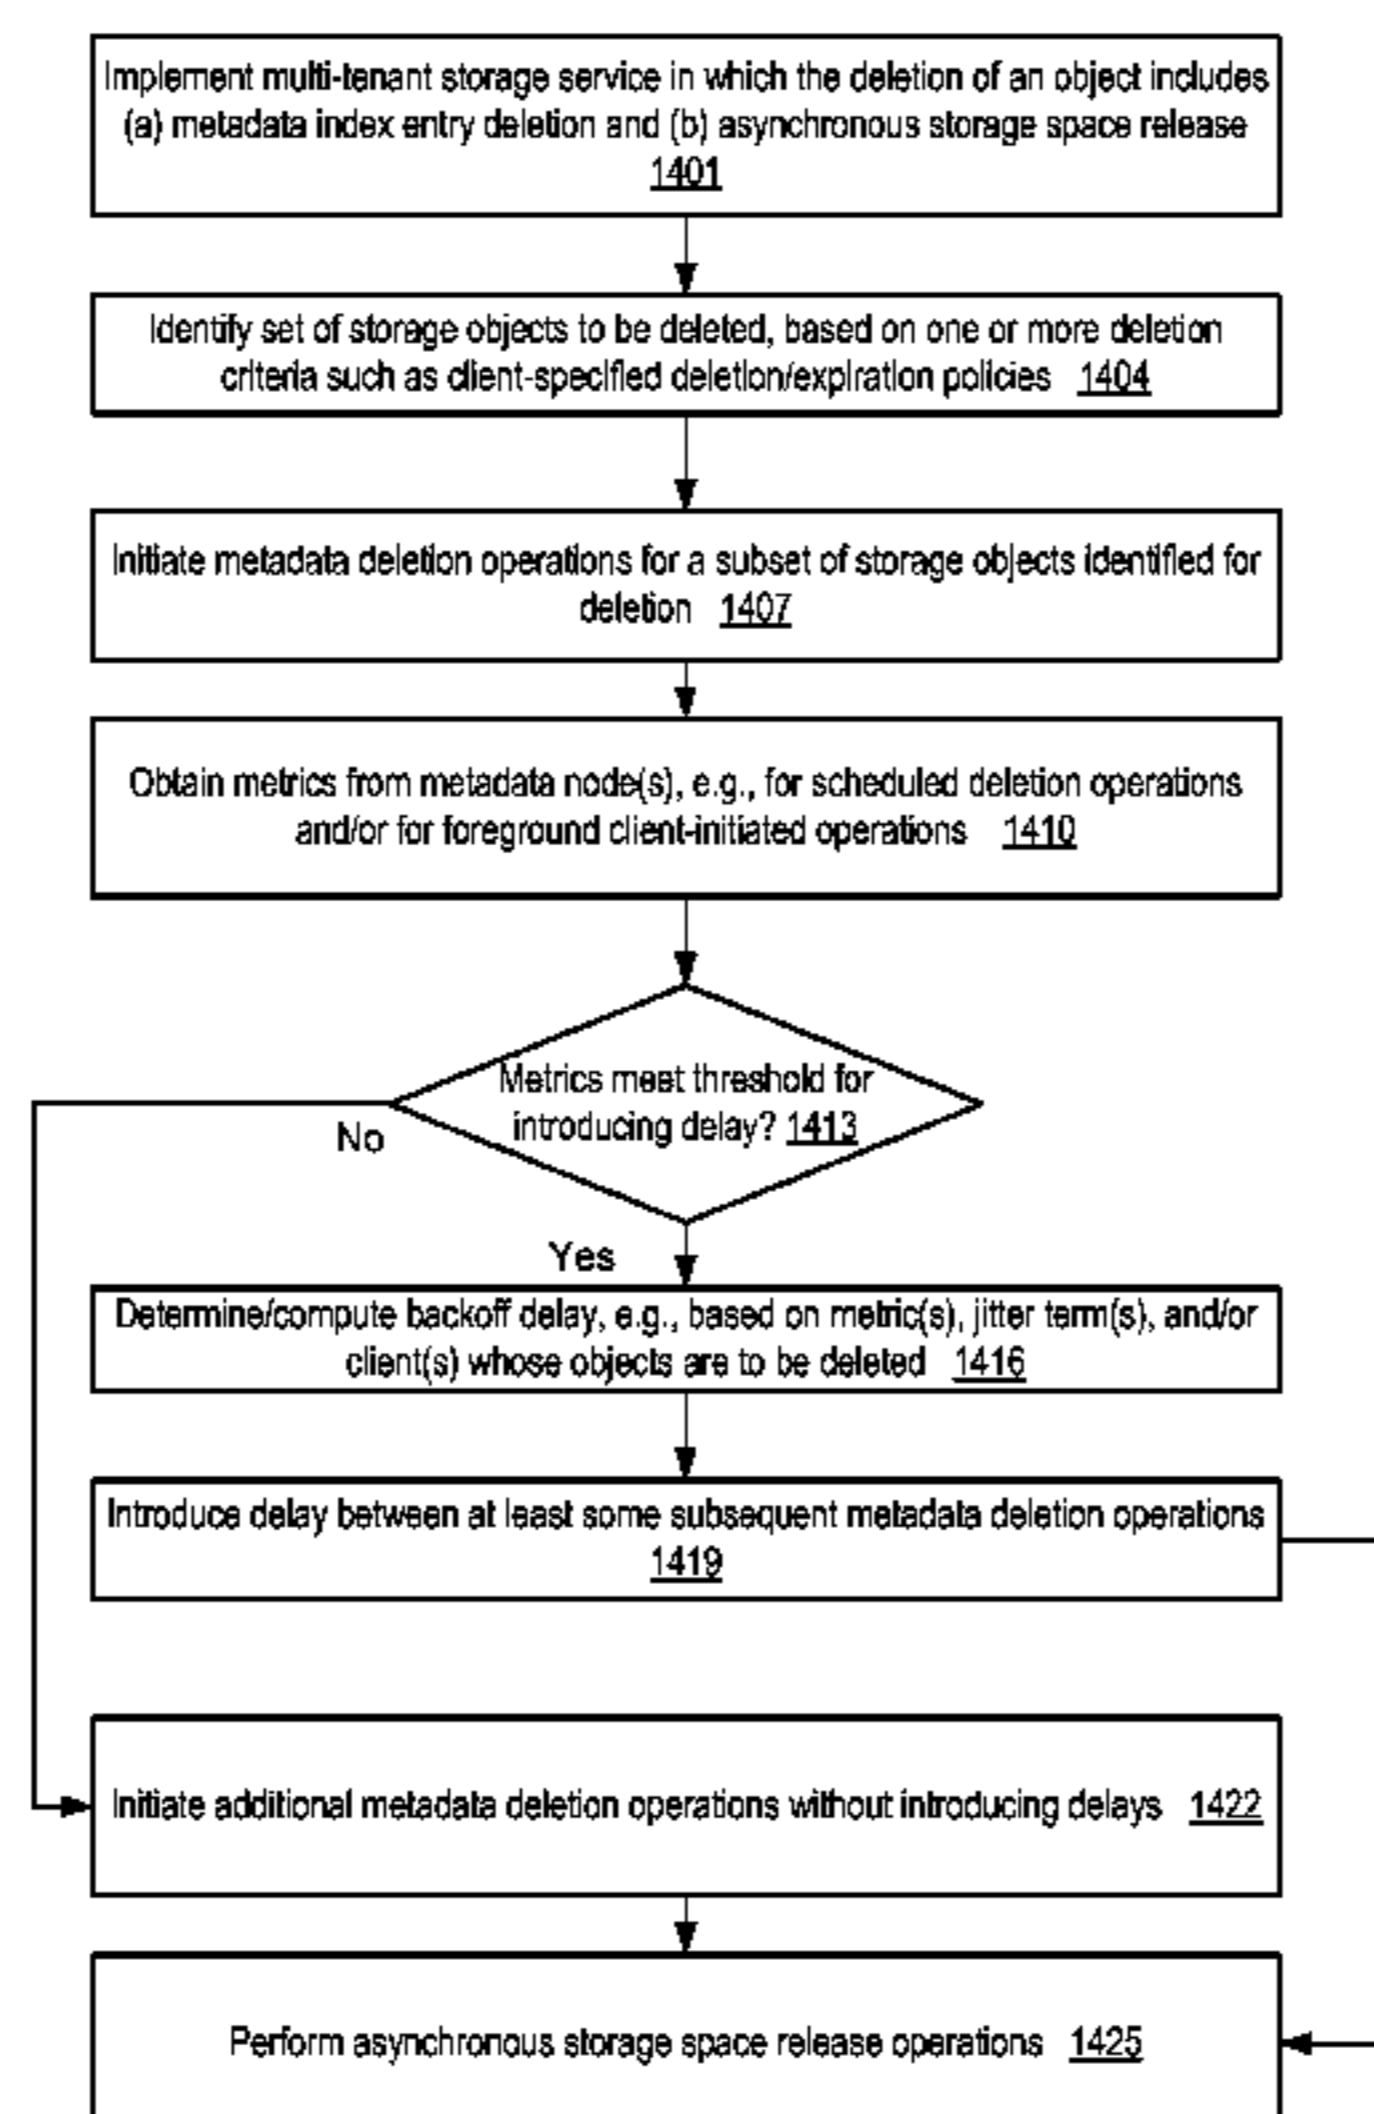 Implement multi-tenant storage service in which the deletion of an object includes
(a) metadata index entry deletion and (b) asynchronous storage space release
1401
Identify set of storage objects to be deleted, based on one or more deletion
criteria such as client-specified deletion/expiration policies 1404
Initiate metadata deletion operations for a subset of storage objects identified for
deletion 1407
Obtain metrics from metadata node(s), e.g., for scheduled deletion operations
and/or for foreground client-initiated operations 1410
Metrics meet threshold for
introducing delay? 1413
No
Yes
Determine/compute backoff delay, e.g., based on metric(s), jitter term(s), and/or
client(s) whose objects are to be deleted 1416
Introduce delay between at least some subsequent metadata deletion operations
1419
Initiate additional metadata deletion operations without introducing delays 1422
Perform asynchronous storage space release operations 1425